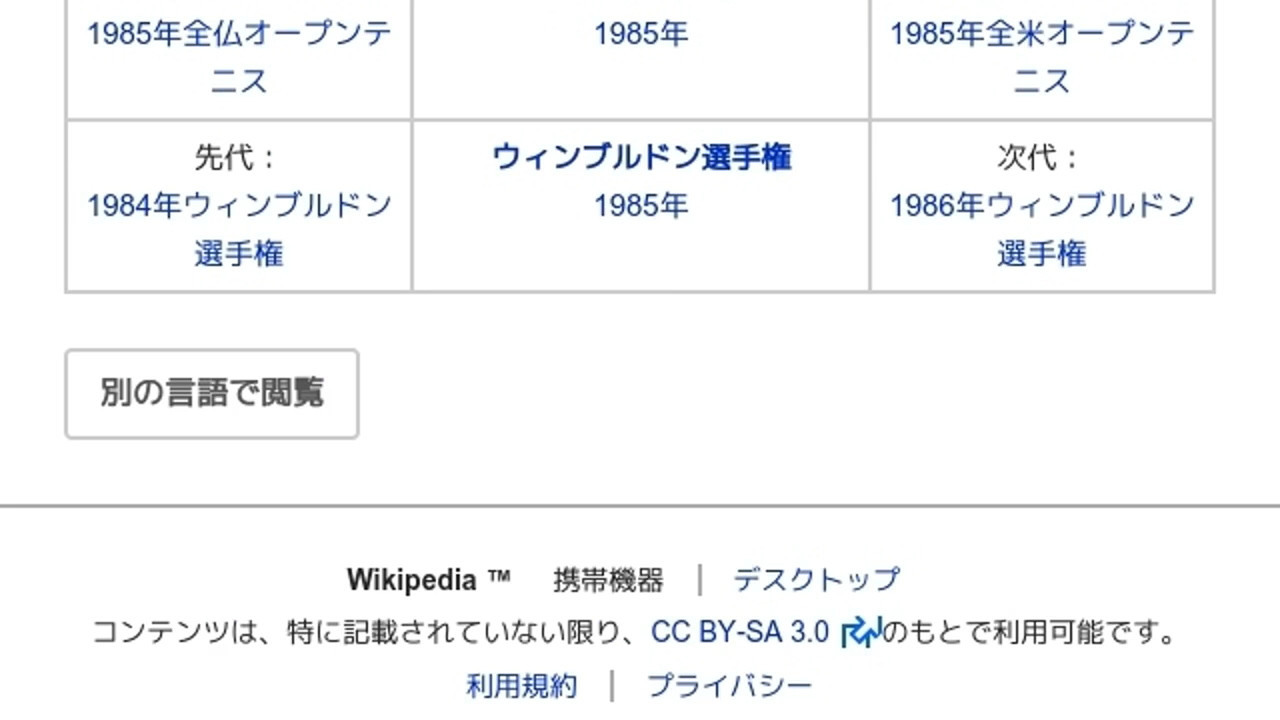 1985年全仏オープンテ
ニス
1985年
1985年全米オープンテ
ニス
先代：
1984年ウィンブルドン
選手権
ウィンブルドン選手権
1985年
次代：
1986年ウィンブルドン
選手権
別の言語で閲覧
Wikipedia ™ 携帯機器 | デスクトップ
コンテンツは、特に記載されていない限り、CC BY-SA 3.0 のもとで利用可能です。
利用規約 | プライバシー